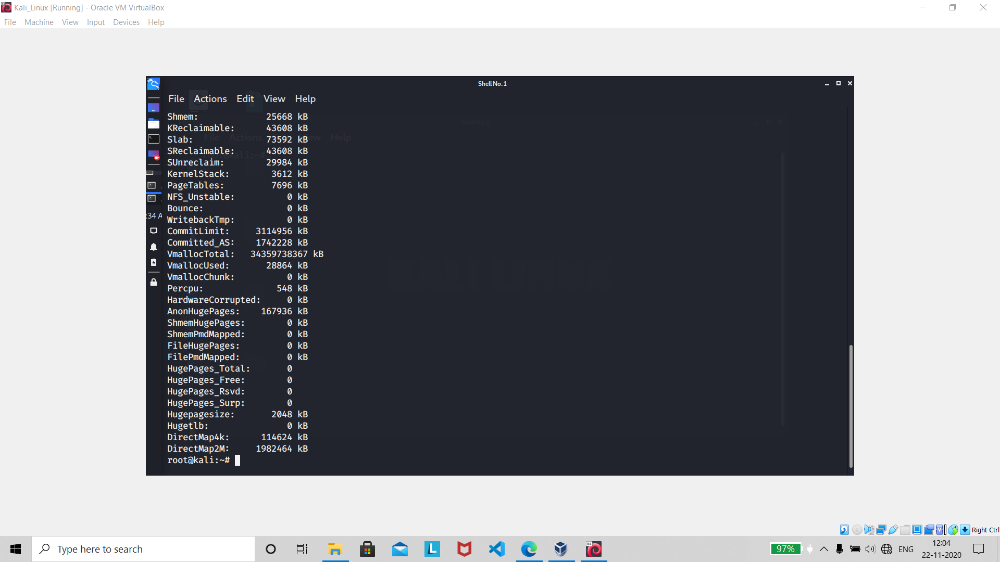 Kali_Linux [Running] - Oracle VM VirtualBox
File Machine View Input Devices Help
Shell No. 1
File Actions Edit View Help
Shmem: 25668 kB
KReclaimable: 43608 kB
Slab: 73592 kB
SReclaimable: 43608 kB
SUnreclaim: 29984 kB
KernelStack: 3612 kB
PageTables: 7696 kB
NFS_Unstable: 0 kB
Bounce: 0 kB
WritebackTmp: 0 kB
CommitLimit: 3114956 kB
Committed_AS: 1742228 kB
VmallocTotal: 34359738367 kB
VmallocUsed: 28864 kB
VmallocChunk: 0 kB
Percpu: 548 kB
HardwareCorrupted: 0 kB
AnonHugePages: 167936 kB
ShmemHugePages: 0 kB
ShmemPmdMapped: 0 kB
FileHugePages: 0 kB
FilePmdMapped: 0 kB
HugePages_Total: 0
HugePages_Free: 0
HugePages_Rsvd: 0
HugePages_Surp: 0
Hugepagesize: 2048 kB
Hugetlb: 0 kB
DirectMap4k: 114624 kB
DirectMap2M: 1982464 kB
root@kali:~#
:34 A
Right Ctrl
Type here to search
97%
ENG
12:04
22-11-2020